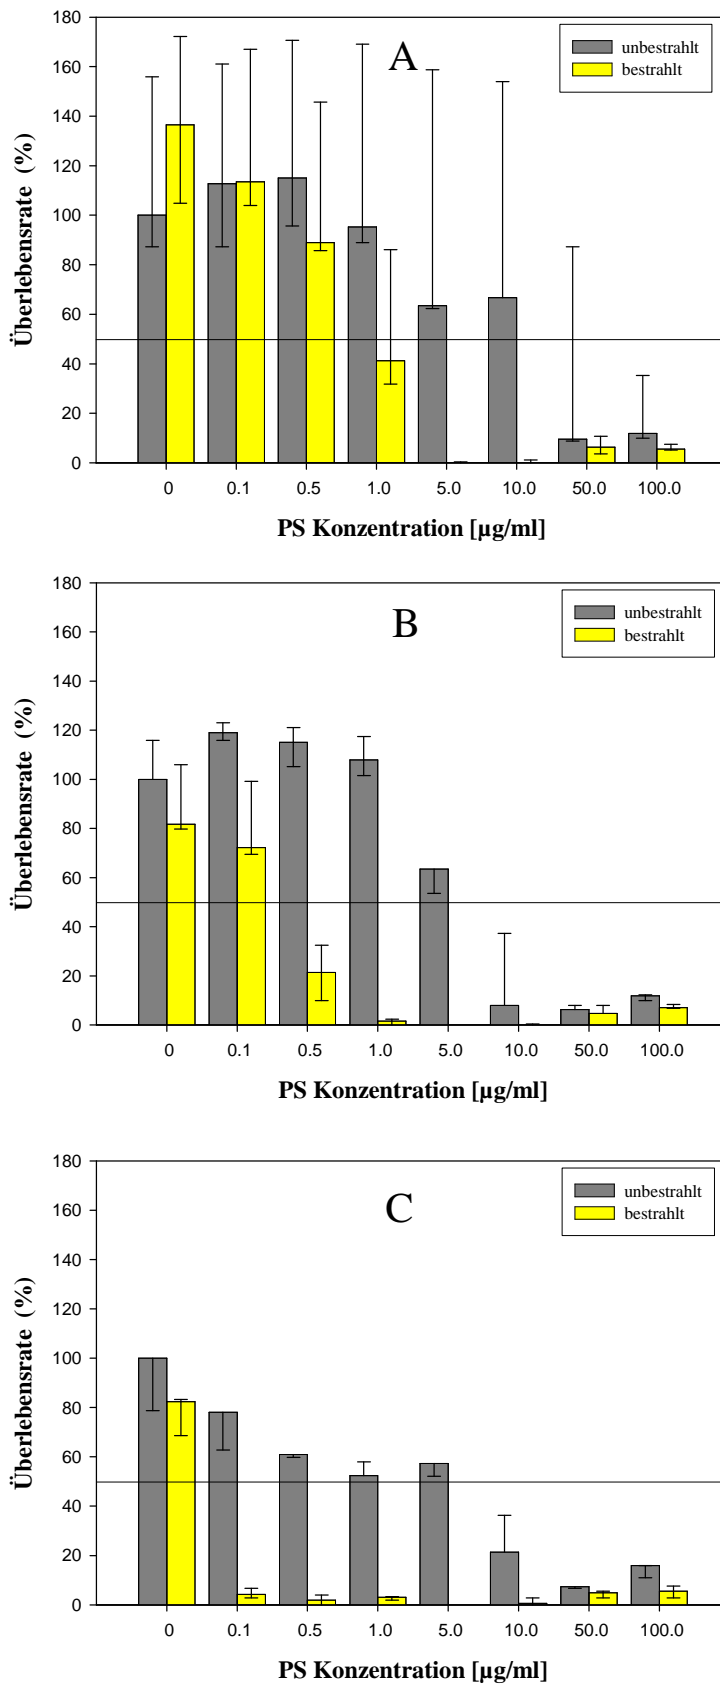 A
unbestrahlt
bestrahlt
Überlebensrate (%)
180
160
140
120
100
80
60
40
20
0
0 0.1 0.5 1.0 5.0 10.0 50.0 100.0
PS Konzentration [µg/ml]
B
unbestrahlt
bestrahlt
Überlebensrate (%)
180
160
140
120
100
80
60
40
20
0
0 0.1 0.5 1.0 5.0 10.0 50.0 100.0
PS Konzentration [µg/ml]
C
unbestrahlt
bestrahlt
Überlebensrate (%)
180
160
140
120
100
80
60
40
20
0
0 0.1 0.5 1.0 5.0 10.0 50.0 100.0
PS Konzentration [µg/ml]